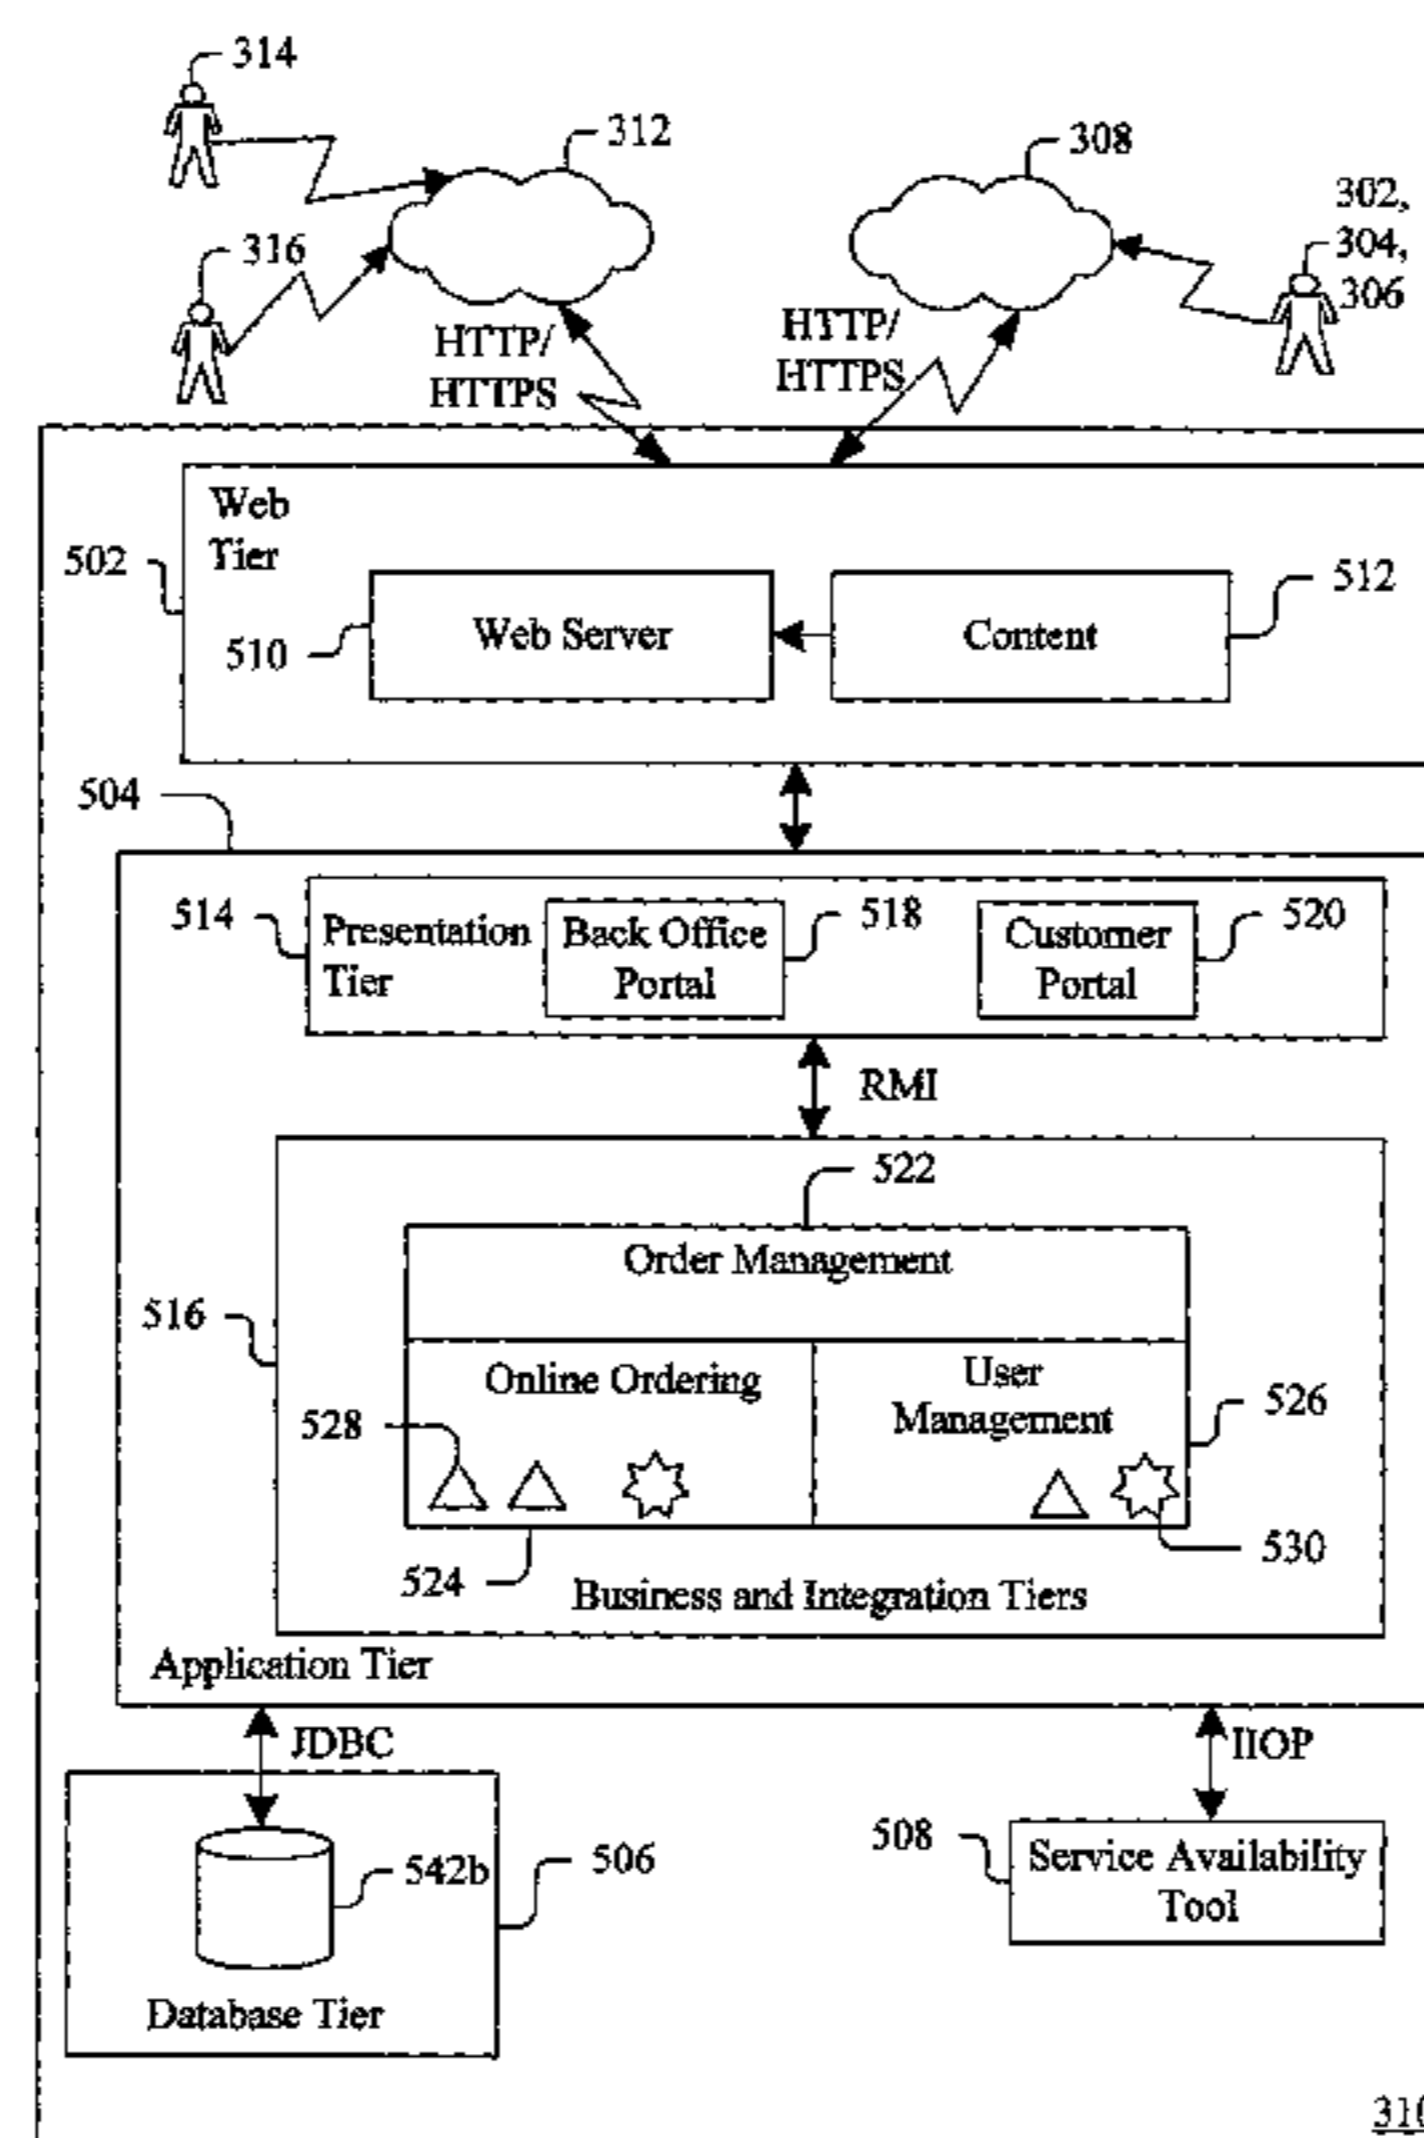 314
312
308
302,
304,
306
316
HTTP/
HTTPS
HTTP/
HTTPS
Web
Tier
502
510
Web Server
Content
512
504
514
Presentation
Tier
Back Office
Portal
518
Customer
Portal
520
RMI
522
Order Management
516
Online Ordering
User
Management
526
528
524
530
Business and Integration Tiers
Application Tier
JDBC
IIOP
542b
506
508
Service Availability
Tool
Database Tier
310